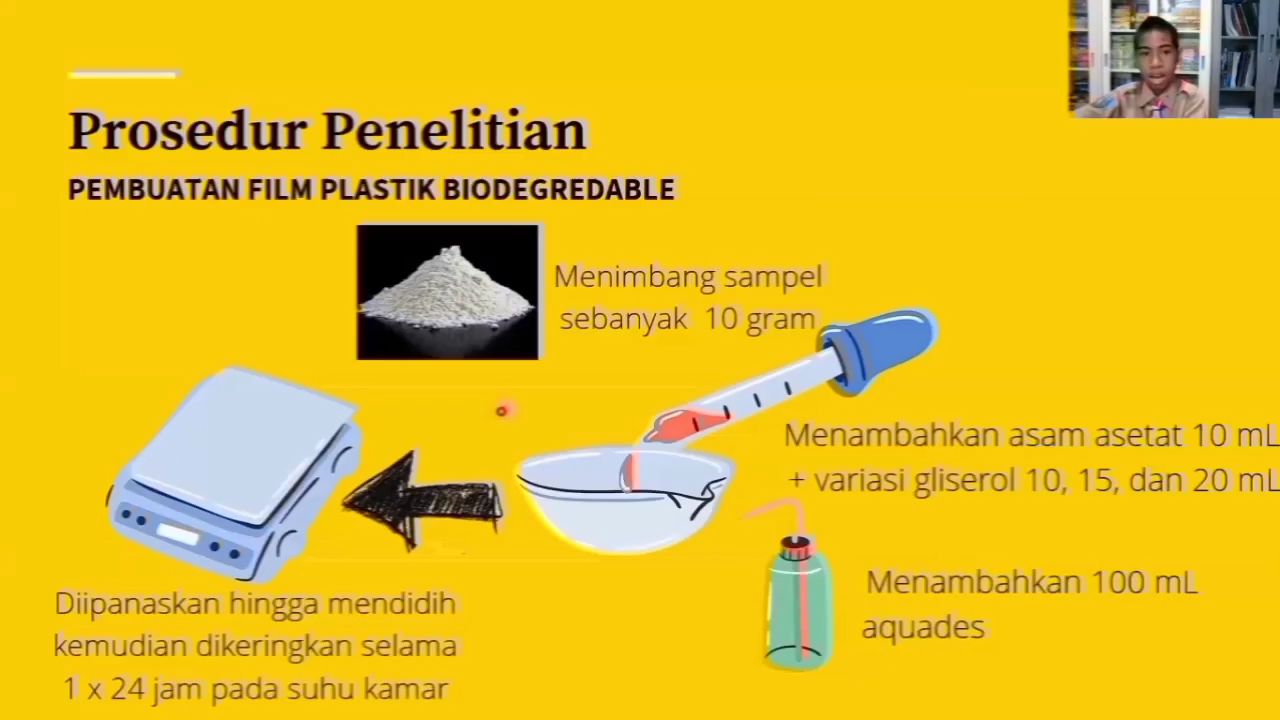 Prosedur Penelitian
PEMBUATAN FILM PLASTIK BIODEGREDABLE
Menimbang sampel
sebanyak 10 gram
Menambahkan asam asetat 10 mL
+ variasi gliserol 10, 15, dan 20 mL
Menambahkan 100 mL
aquades
Diipanaskan hingga mendidih
kemudian dikeringkan selama
1 x 24 jam pada suhu kamar